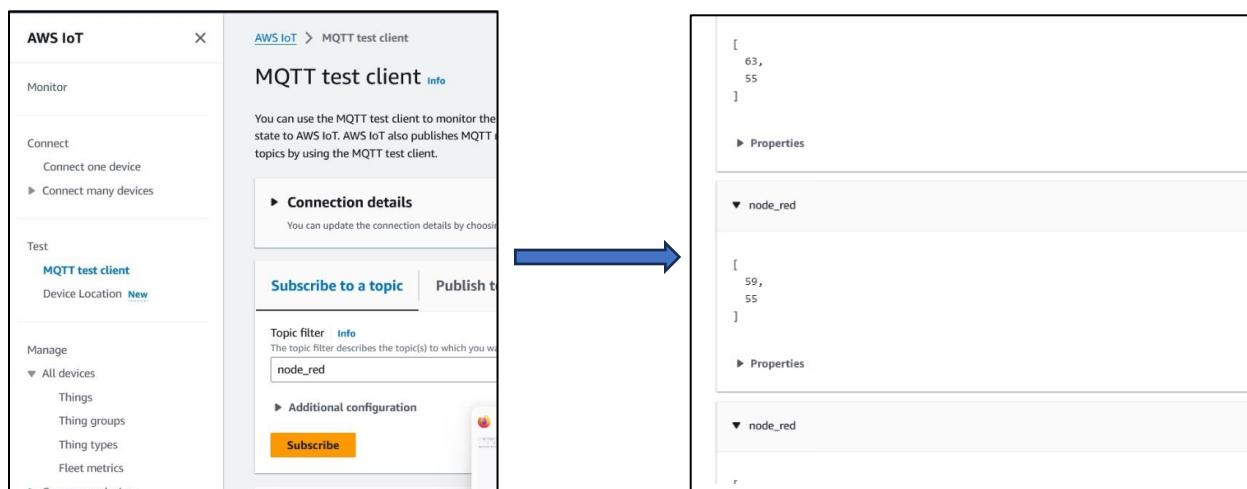 AWS IoT
Monitor
Connect
Connect one device
Connect many devices
Test
MQTT test client
Device Location New
Manage
All devices
Things
Thing groups
Thing types
Fleet metrics
AWS IoT > MQTT test client
MQTT test client Info
You can use the MQTT test client to monitor the
state to AWS IoT. AWS IoT also publishes MQTT
topics by using the MQTT test client.
Connection details
You can update the connection details by
Subscribe to a topic
Publish
Topic filter Info
The topic filter describes the topic(s) to which you
node_red
Additional configuration
Subscribe
[
63,
55
]
Properties
node_red
[
59,
55
]
Properties
node_red